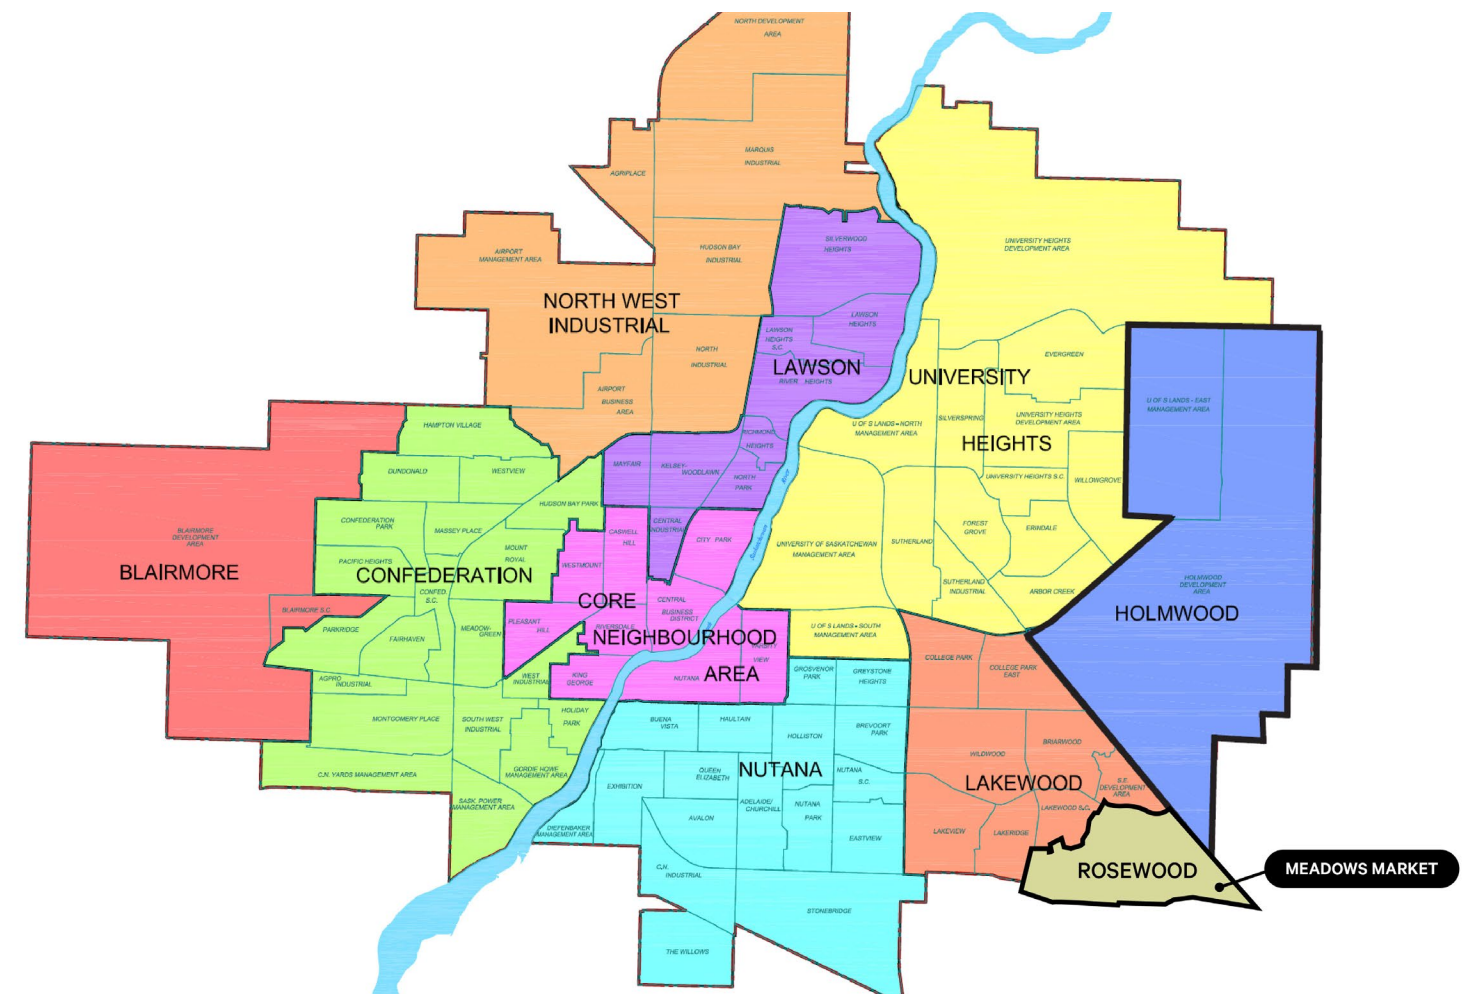 NORTH DEVELOPMENT
AREA
MARQUIS
INDUSTRIAL
AGRIPLACE
AIRPORT
MANAGEMENT AREA
HUDSON BAY
INDUSTRIAL
NORTH WEST
INDUSTRIAL
NORTH
INDUSTRIAL
AIRPORT
BUSINESS
AREA
SILVERWOOD
HEIGHTS
LAWSON
HEIGHTS
LAWSON
HEIGHTS
S.C.
LAWSON
RIVER HEIGHTS
RICHMOND
HEIGHTS
MAYFAIR
KELSEY-
WOODLAWN
NORTH
PARK
CENTRAL
INDUSTRIAL
UNIVERSITY HEIGHTS
DEVELOPMENT AREA
EVERGREEN
UNIVERSITY
HEIGHTS
SILVERSPRING
UNIVERSITY HEIGHTS
DEVELOPMENT AREA
U OF S LANDS - NORTH
MANAGEMENT AREA
UNIVERSITY HEIGHTS S.C.
WILLOWGROVE
FOREST
GROVE
ERINDALE
UNIVERSITY OF SASKATCHEWAN
MANAGEMENT AREA
SUTHERLAND
SUTHERLAND
INDUSTRIAL
ARBOR CREEK
U OF S LANDS - SOUTH
MANAGEMENT AREA
U OF S LANDS - EAST
MANAGEMENT AREA
HOLMWOOD
DEVELOPMENT
AREA
HOLMWOOD
BLAIRMORE
DEVELOPMENT
AREA
BLAIRMORE
BLAIRMORE S.C.
HAMPTON VILLAGE
DUNDONALD
WESTVIEW
HUDSON BAY PARK
CONFEDERATION
PARK
MASSEY PLACE
MOUNT
ROYAL
PACIFIC HEIGHTS
CONFEDERATION
CONFED.
S.C.
PARKRIDGE
FAIRHAVEN
MEADOW-
GREEN
AGPRO
INDUSTRIAL
WEST
INDUSTRIAL
MONTGOMERY PLACE
SOUTH WEST
INDUSTRIAL
HOLIDAY
PARK
C.N. YARDS MANAGEMENT AREA
GORDIE HOWE
MANAGEMENT AREA
SASK. POWER
MANAGEMENT AREA
CASWELL
HILL
CITY PARK
WESTMOUNT
CORE
NEIGHBOURHOOD
AREA
CENTRAL
BUSINESS
DISTRICT
PLEASANT
HILL
RIVERSDALE
KING
GEORGE
NUTANA
VARSITY
VIEW
Saskatchewan
River
GROSVENOR
PARK
GREYSTONE
HEIGHTS
BUENA
VISTA
HAULTAIN
HOLLISTON
BREVOORT
PARK
NUTANA
QUEEN
ELIZABETH
NUTANA
S.C.
EXHIBITION
ADELAIDE/
CHURCHILL
NUTANA
PARK
AVALON
EASTVIEW
DIEFENBAKER
MANAGEMENT AREA
C.N.
INDUSTRIAL
STONEBRIDGE
THE WILLOWS
COLLEGE PARK
COLLEGE PARK
EAST
WILDWOOD
BRIARWOOD
LAKEWOOD
S.E.
DEVELOPMENT
AREA
LAKEWOOD S.C.
LAKEVIEW
LAKERIDGE
ROSEWOOD
MEADOWS MARKET